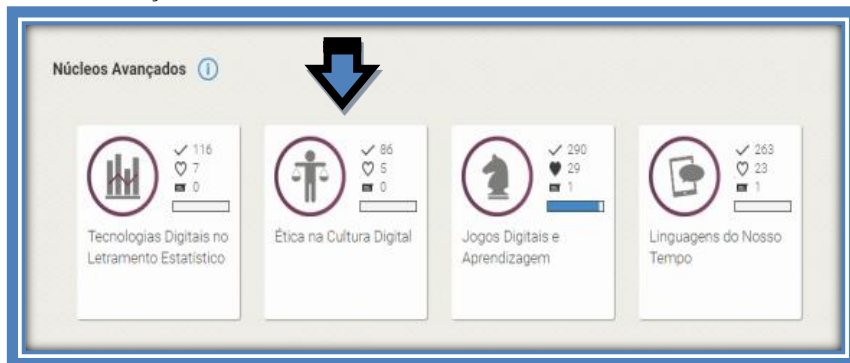 Núcleos Avançados
116
7
0
Tecnologias Digitais no
Letramento Estatístico
86
5
0
Ética na Cultura Digital
290
29
1
Jogos Digitais e
Aprendizagem
263
23
1
Linguagens do Nosso
Tempo